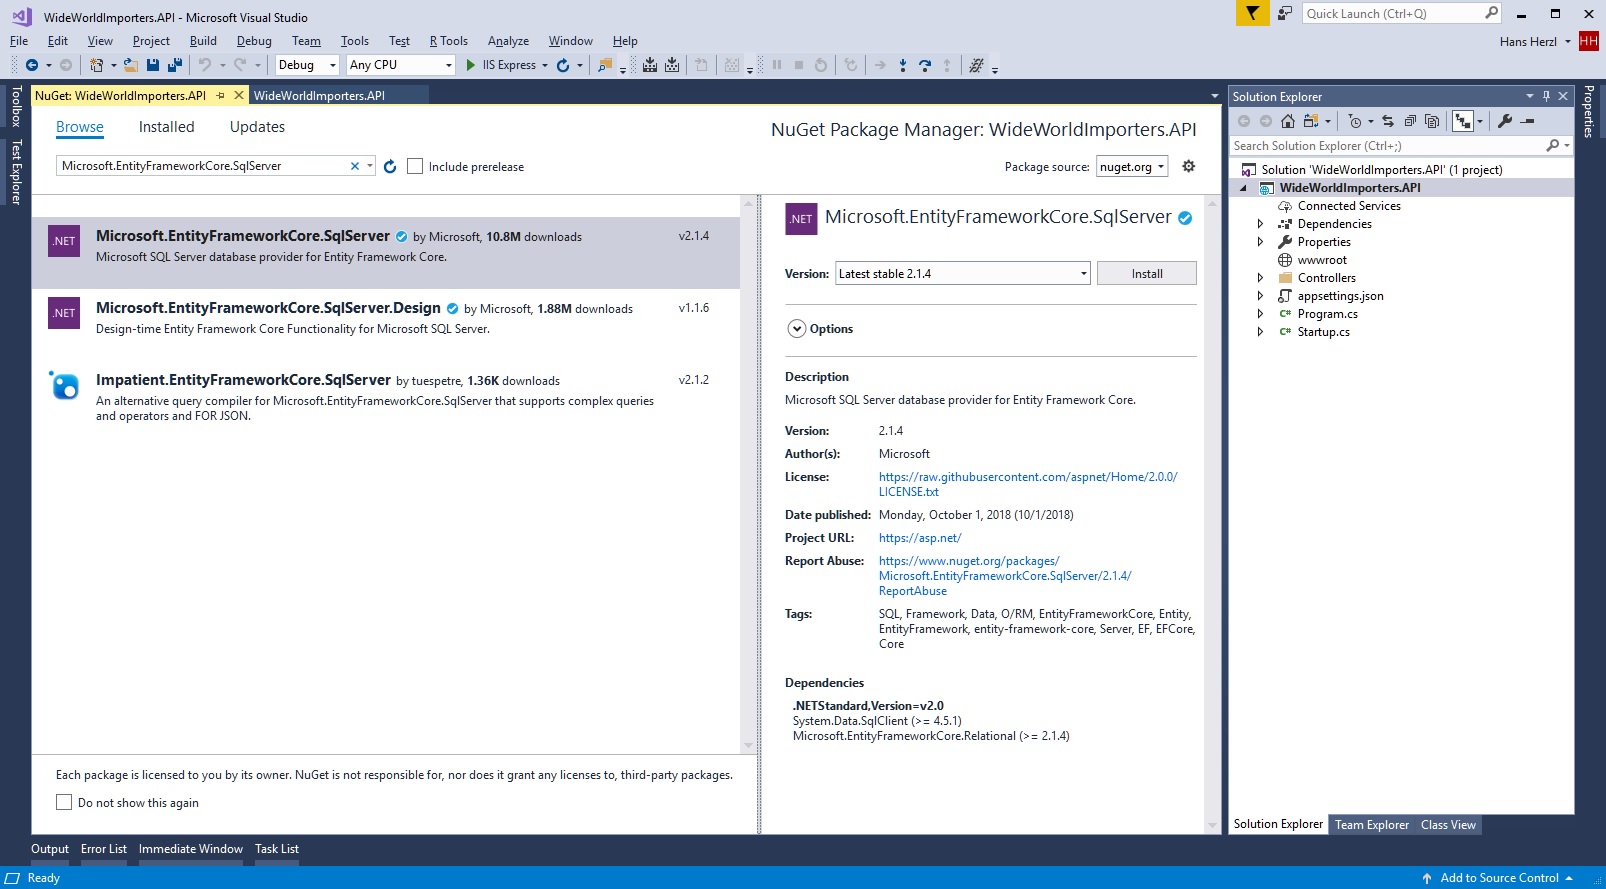 WideWorldImporters.API - Microsoft Visual Studio
Quick Launch (Ctrl+Q)
File Edit View Project Build Debug Team Tools Test R Tools Analyze Window Help
Hans Herzl HH
Debug Any CPU IIS Express
Toolbox
Test Explorer
NuGet: WideWorldImporters.API WideWorldImporters.API
Browse Installed Updates
NuGet Package Manager: WideWorldImporters.API
Microsoft.EntityFrameworkCore.SqlServer
Include prerelease
Package source: nuget.org
.NET
Microsoft.EntityFrameworkCore.SqlServer by Microsoft, 10.8M downloads v2.1.4
Microsoft SQL Server database provider for Entity Framework Core.
.NET
Microsoft.EntityFrameworkCore.SqlServer.Design by Microsoft, 1.88M downloads v1.1.6
Design-time Entity Framework Core Functionality for Microsoft SQL Server.
Impatient.EntityFrameworkCore.SqlServer by tuespetre, 1.36K downloads v2.1.2
An alternative query compiler for Microsoft.EntityFrameworkCore.SqlServer that supports complex queries
and operators and FOR JSON.
Each package is licensed to you by its owner. NuGet is not responsible for, nor does it grant any licenses to, third-party packages.
Do not show this again
.NET Microsoft.EntityFrameworkCore.SqlServer
Version: Latest stable 2.1.4 Install
Options
Description
Microsoft SQL Server database provider for Entity Framework Core.
Version: 2.1.4
Author(s): Microsoft
License: https://raw.githubusercontent.com/aspnet/Home/2.0.0/
LICENSE.txt
Date published: Monday, October 1, 2018 (10/1/2018)
Project URL: https://asp.net/
Report Abuse: https://www.nuget.org/packages/
Microsoft.EntityFrameworkCore.SqlServer/2.1.4/
ReportAbuse
Tags: SQL, Framework, Data, O/RM, EntityFrameworkCore, Entity,
EntityFramework, entity-framework-core, Server, EF, EFCore,
Core
Dependencies
.NETStandard,Version=v2.0
System.Data.SqlClient (>= 4.5.1)
Microsoft.EntityFrameworkCore.Relational (>= 2.1.4)
Solution Explorer
Search Solution Explorer (Ctrl+;)
Solution 'WideWorldImporters.API' (1 project)
WideWorldImporters.API
Connected Services
Dependencies
Properties
wwwroot
Controllers
appsettings.json
C# Program.cs
C# Startup.cs
Solution Explorer Team Explorer Class View
Properties
Output Error List Immediate Window Task List
Ready
Add to Source Control